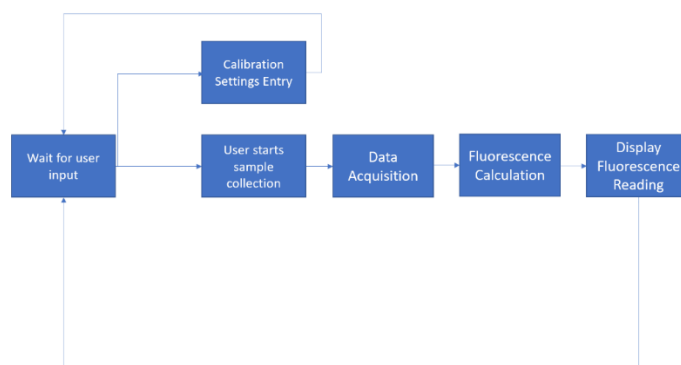 Calibration
Settings Entry
Wait for user
input
User starts
sample
collection
Data
Acquisition
Fluorescence
Calculation
Display
Fluorescence
Reading